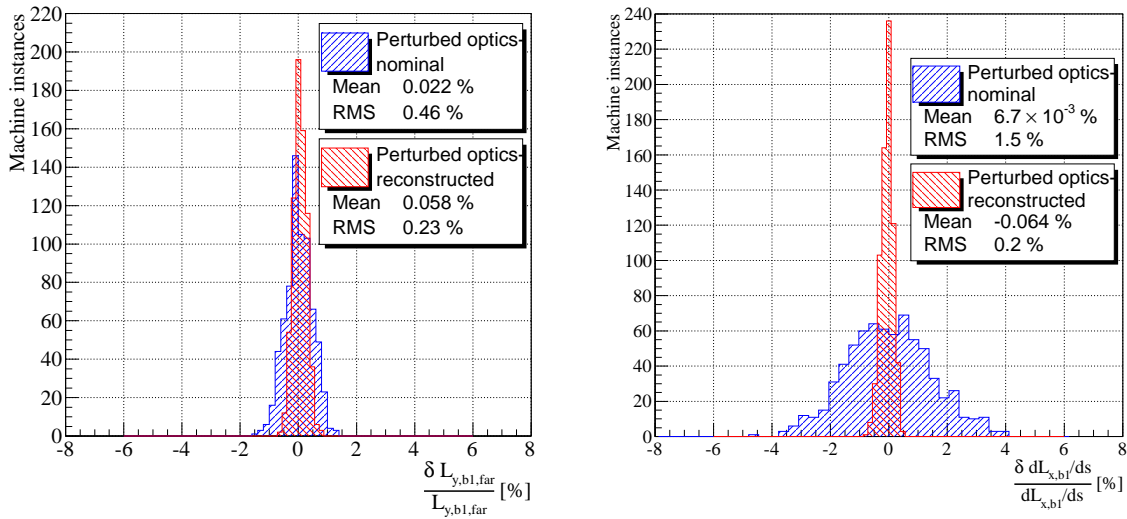 Machine instances
220
200
180
160
140
120
100
80
60
40
20
0
-8
-6
-4
-2
0
2
4
6
8
Perturbed optics-
nominal
Mean 0.022 %
RMS 0.46 %
Perturbed optics-
reconstructed
Mean 0.058 %
RMS 0.23 %
δ L_{y,b1,far}
L_{y,b1,far}
[%]
Machine instances
240
220
200
180
160
140
120
100
80
60
40
20
0
-8
-6
-4
-2
0
2
4
6
8
Perturbed optics-
nominal
Mean 6.7 × 10^{-3} %
RMS 1.5 %
Perturbed optics-
reconstructed
Mean -0.064 %
RMS 0.2 %
δ dL_{x,b1}/ds
dL_{x,b1}/ds
[%]